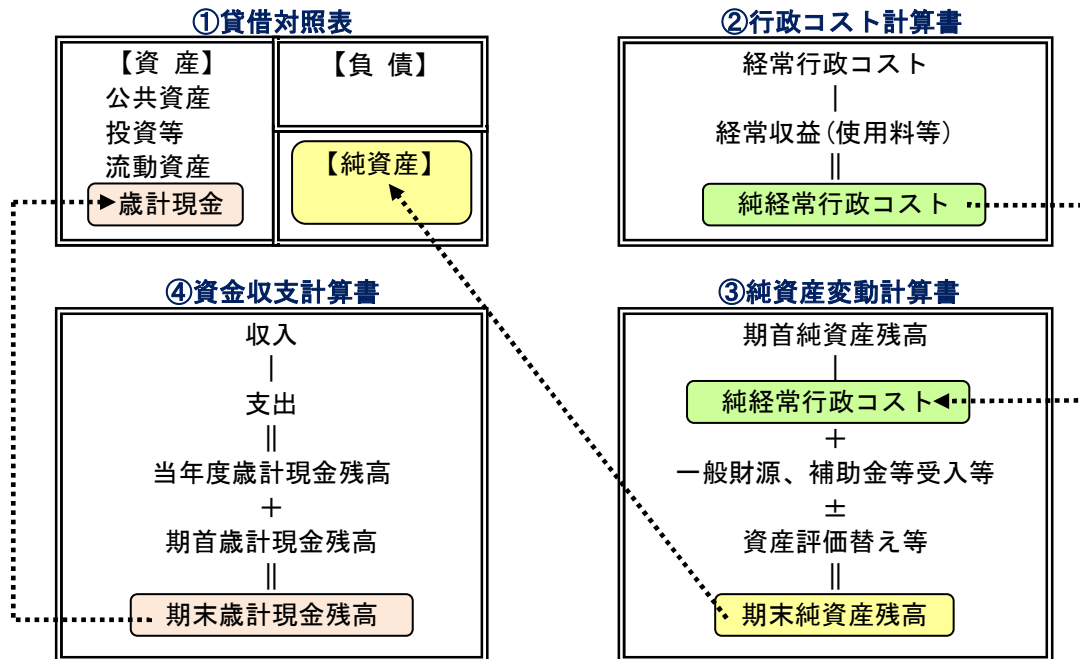 ①貸借対照表
【資 産】
公共資産
投資等
流動資産
歳計現金
【負 債】
【純資産】
②行政コスト計算書
経常行政コスト
|
経常収益(使用料等)
||
純経常行政コスト
④資金収支計算書
収入
|
支出
||
当年度歳計現金残高
＋
期首歳計現金残高
||
期末歳計現金残高
③純資産変動計算書
期首純資産残高
|
純経常行政コスト
＋
一般財源、補助金等受入等
±
資産評価替え等
||
期末純資産残高